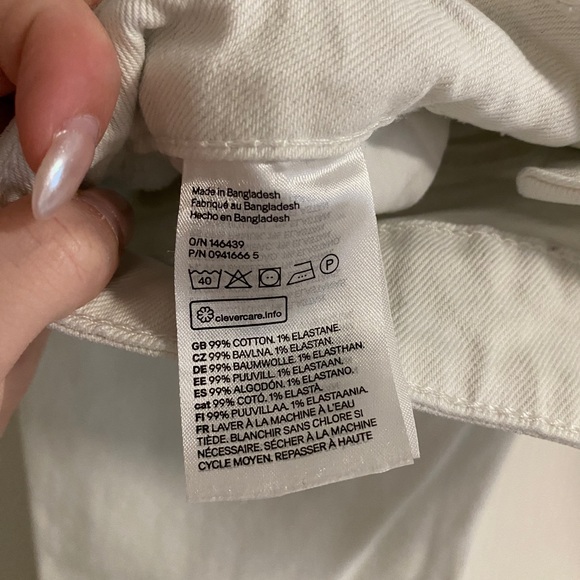 Made in Bangladesh
Fabriqué au Bangladesh
Hecho en Bangladesh
O/N 146439
P/N 0941666 5
40
P
clevercare.info
GB 99% COTTON. 1% ELASTANE.
CZ 99% BAVLNA. 1% ELASTAN.
DE 99% BAUMWOLLE. 1% ELASTHAN.
EE 99% PUUVILL. 1% ELASTAAN.
ES 99% ALGODÓN. 1% ELASTANO.
cat 99% COTÓ. 1% ELASTÀ.
FI 99% PUUVILLAA. 1% ELASTAANIA.
FR LAVER À LA MACHINE À L'EAU
TIÈDE. BLANCHIR SANS CHLORE SI
NÉCESSAIRE. SÉCHER À LA MACHINE
CYCLE MOYEN. REPASSER À HAUTE